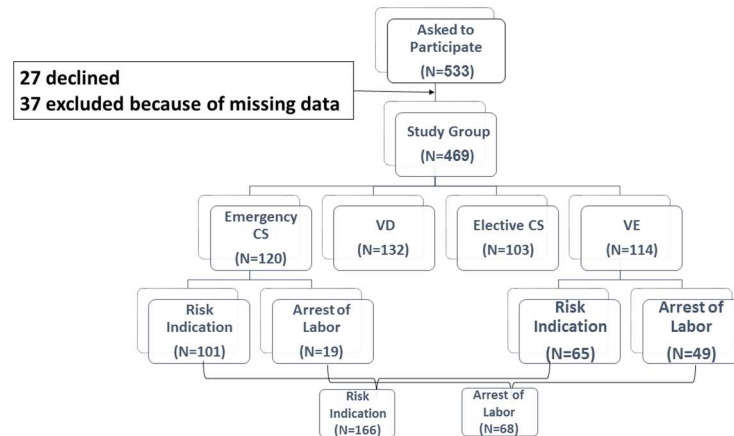 Asked to
Participate
(N=533)
27 declined
37 excluded because of missing data
Study Group
(N=469)
Emergency
CS
(N=120)
VD
(N=132)
Elective CS
(N=103)
VE
(N=114)
Risk
Indication
(N=101)
Arrest of
Labor
(N=19)
Risk
Indication
(N=65)
Arrest of
Labor
(N=49)
Risk
Indication
(N=166)
Arrest of
Labor
(N=68)